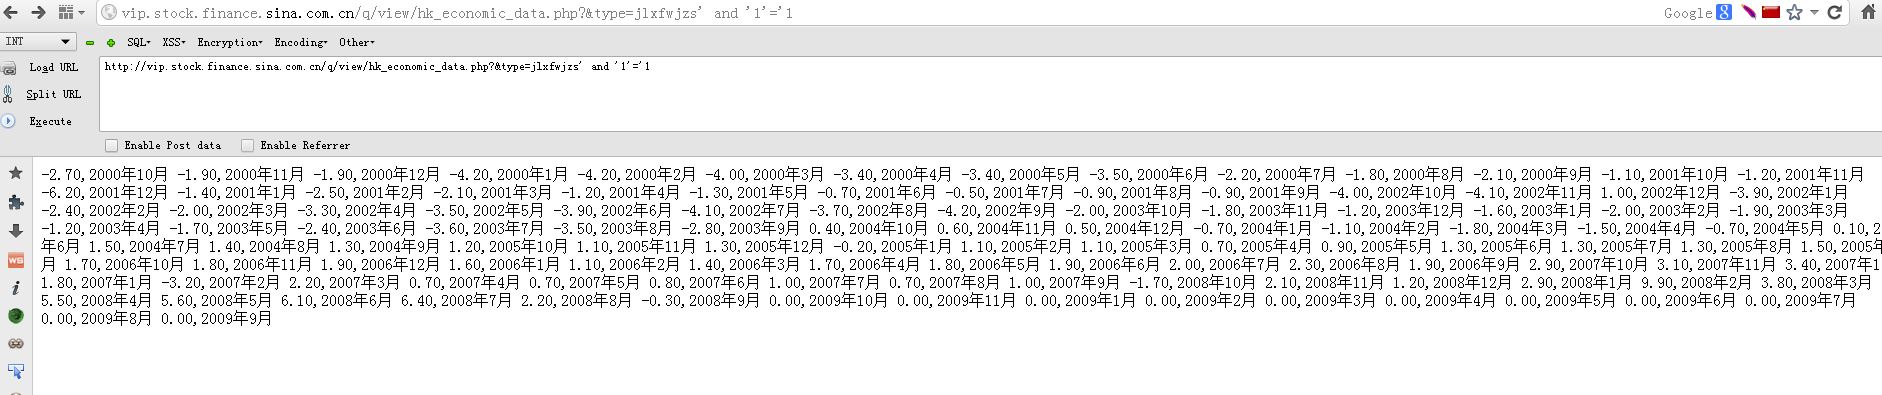 vip.stock.finance.sina.com.cn/q/view/hk_economic_data.php?&type=jlxfwjzs' and '1'='1
Google
INT
SQL
XSS
Encryption
Encoding
Other
Load URL
http://vip.stock.finance.sina.com.cn/q/view/hk_economic_data.php?&type=jlxfwjzs' and '1'='1
Split URL
Execute
Enable Post data
Enable Referrer
-2.70,2000年10月 -1.90,2000年11月 -1.90,2000年12月 -4.20,2000年1月 -4.20,2000年2月 -4.00,2000年3月 -3.40,2000年4月 -3.40,2000年5月 -3.50,2000年6月 -2.20,2000年7月 -1.80,2000年8月 -2.10,2000年9月 -1.10,2001年10月 -1.20,2001年11月
-6.20,2001年12月 -1.40,2001年1月 -2.50,2001年2月 -2.10,2001年3月 -1.20,2001年4月 -1.30,2001年5月 -0.70,2001年6月 -0.50,2001年7月 -0.90,2001年8月 -0.90,2001年9月 -4.00,2002年10月 -4.10,2002年11月 1.00,2002年12月 -3.90,2002年1月
-2.40,2002年2月 -2.00,2002年3月 -3.30,2002年4月 -3.50,2002年5月 -3.90,2002年6月 -4.10,2002年7月 -3.70,2002年8月 -4.20,2002年9月 -2.00,2003年10月 -1.80,2003年11月 -1.20,2003年12月 -1.60,2003年1月 -2.00,2003年2月 -1.90,2003年3月
-1.20,2003年4月 -1.70,2003年5月 -2.40,2003年6月 -3.60,2003年7月 -3.50,2003年8月 -2.80,2003年9月 0.40,2004年10月 0.60,2004年11月 0.50,2004年12月 -0.70,2004年1月 -1.10,2004年2月 -1.80,2004年3月 -1.50,2004年4月 -0.70,2004年5月 0.10,2
年6月 1.50,2004年7月 1.40,2004年8月 1.30,2004年9月 1.20,2005年10月 1.10,2005年11月 1.30,2005年12月 -0.20,2005年1月 1.10,2005年2月 1.10,2005年3月 0.70,2005年4月 0.90,2005年5月 1.30,2005年6月 1.30,2005年7月 1.30,2005年8月 1.50,2005年
月 1.70,2006年10月 1.80,2006年11月 1.90,2006年12月 1.60,2006年1月 1.10,2006年2月 1.40,2006年3月 1.70,2006年4月 1.80,2006年5月 1.90,2006年6月 2.00,2006年7月 2.30,2006年8月 1.90,2006年9月 2.90,2007年10月 3.10,2007年11月 3.40,2007年1
1.80,2007年1月 -3.20,2007年2月 2.20,2007年3月 0.70,2007年4月 0.70,2007年5月 0.80,2007年6月 1.00,2007年7月 0.70,2007年8月 1.00,2007年9月 -1.70,2008年10月 2.10,2008年11月 1.20,2008年12月 2.90,2008年1月 9.90,2008年2月 3.80,2008年3月
5.50,2008年4月 5.60,2008年5月 6.10,2008年6月 6.40,2008年7月 2.20,2008年8月 -0.30,2008年9月 0.00,2009年10月 0.00,2009年11月 0.00,2009年1月 0.00,2009年2月 0.00,2009年3月 0.00,2009年4月 0.00,2009年5月 0.00,2009年6月 0.00,2009年7月
0.00,2009年8月 0.00,2009年9月